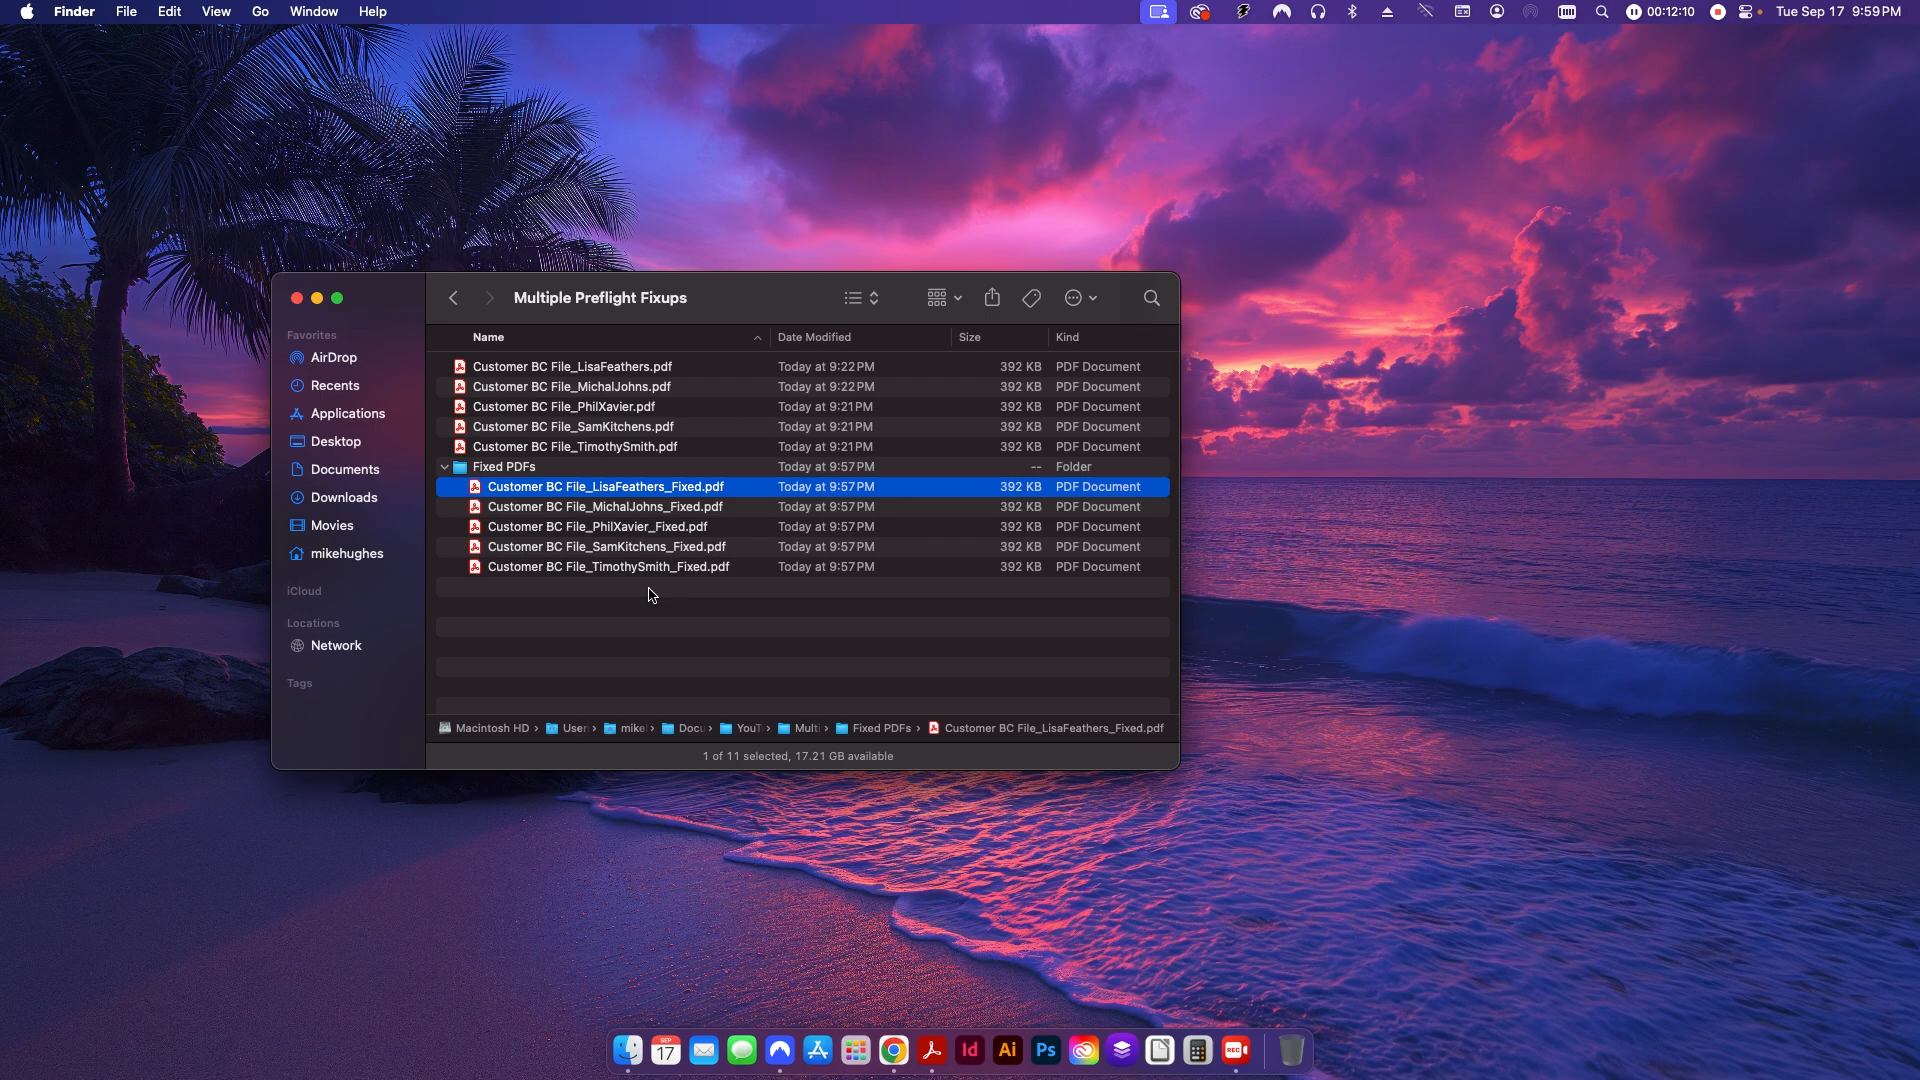 Finder File Edit View Go Window Help
00:12:10 Tue Sep 17 9:59 PM
Multiple Preflight Fixups
Favorites
AirDrop
Recents
Applications
Desktop
Documents
Downloads
Movies
mikehughes
iCloud
Locations
Network
Tags
Name Date Modified Size Kind
Customer BC File_LisaFeathers.pdf Today at 9:22 PM 392 KB PDF Document
Customer BC File_MichalJohns.pdf Today at 9:22 PM 392 KB PDF Document
Customer BC File_PhilXavier.pdf Today at 9:21 PM 392 KB PDF Document
Customer BC File_SamKitchens.pdf Today at 9:21 PM 392 KB PDF Document
Customer BC File_TimothySmith.pdf Today at 9:21 PM 392 KB PDF Document
Fixed PDFs Today at 9:57 PM -- Folder
Customer BC File_LisaFeathers_Fixed.pdf Today at 9:57 PM 392 KB PDF Document
Customer BC File_MichalJohns_Fixed.pdf Today at 9:57 PM 392 KB PDF Document
Customer BC File_PhilXavier_Fixed.pdf Today at 9:57 PM 392 KB PDF Document
Customer BC File_SamKitchens_Fixed.pdf Today at 9:57 PM 392 KB PDF Document
Customer BC File_TimothySmith_Fixed.pdf Today at 9:57 PM 392 KB PDF Document
Macintosh HD › User › mike › Docu › YouT › Multi › Fixed PDFs › Customer BC File_LisaFeathers_Fixed.pdf
1 of 11 selected, 17.21 GB available
SEP
17
Id
Ai
Ps
REC